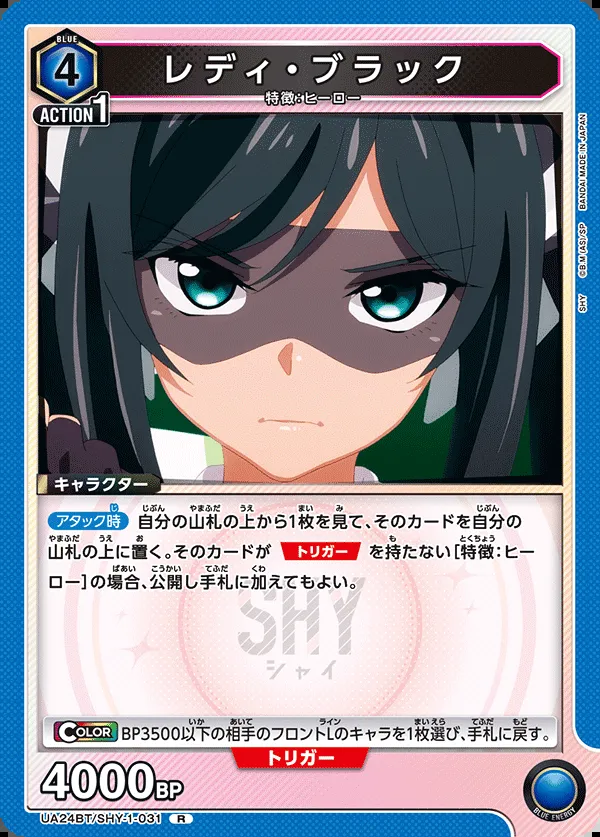 BLUE
4
レディ・ブラック
特徴:ヒーロー
ACTION 1
BANDAI MADE IN JAPAN
©B.M (AS)/SP
SHY
キャラクター
アタック時 自分の山札の上から1枚を見て、そのカードを自分の
山札の上に置く。そのカードが トリガー を持たない[特徴:ヒー
ロー]の場合、公開し手札に加えてもよい。
SHY
シャイ
COLOR BP3500以下の相手のフロントLのキャラを1枚選び、手札に戻す。
トリガー
4000BP
UA24BT/SHY-1-031 R
BLUE ENERGY